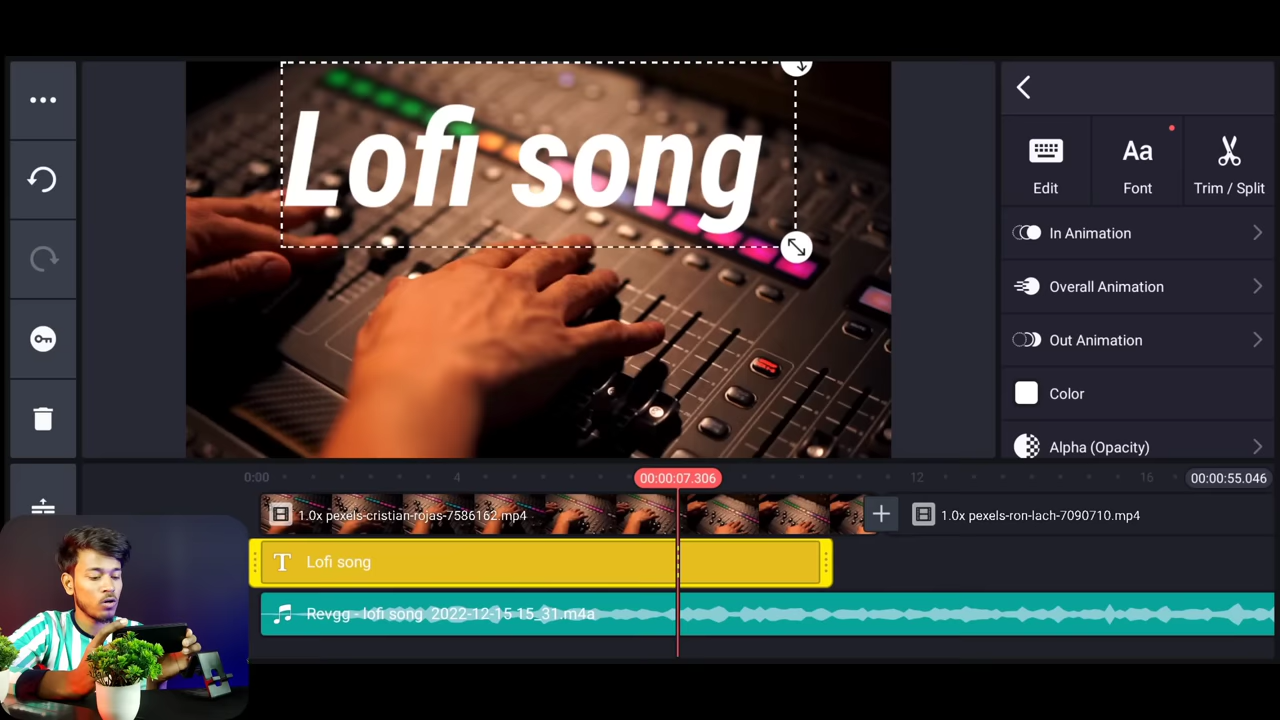 Lofi song
Edit
Font
Trim / Split
In Animation
Overall Animation
Out Animation
Color
Alpha (Opacity)
0:00
4
00:00:07.306
12
16
00:00:55.046
1.0x pexels-cristian-rojas-7586162.mp4
1.0x pexels-ron-lach-7090710.mp4
T Lofi song
Revgg - lofi song 2022-12-15 15_31.m4a